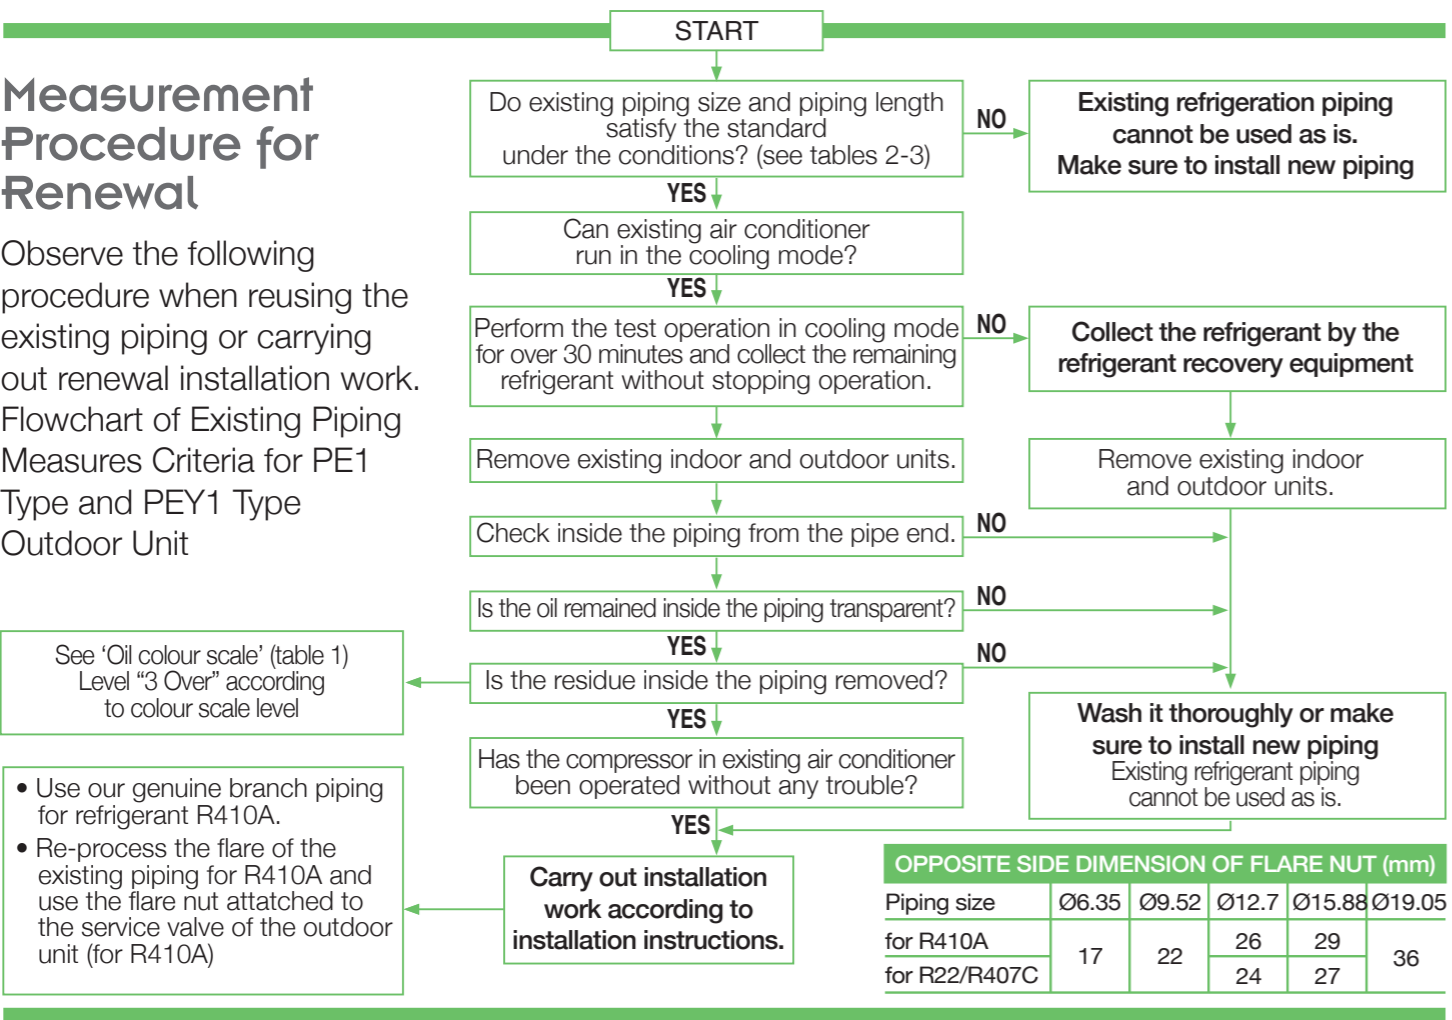 START
Measurement
Procedure for
Renewal
Observe the following
procedure when reusing the
existing piping or carrying
out renewal installation work.
Flowchart of Existing Piping
Measures Criteria for PE1
Type and PEY1 Type
Outdoor Unit
Do existing piping size and piping length
satisfy the standard
under the conditions? (see tables 2-3)
NO
Existing refrigeration piping
cannot be used as is.
Make sure to install new piping
YES
Can existing air conditioner
run in the cooling mode?
YES
Perform the test operation in cooling mode
for over 30 minutes and collect the remaining
refrigerant without stopping operation.
NO
Collect the refrigerant by the
refrigerant recovery equipment
Remove existing indoor and outdoor units.
Remove existing indoor
and outdoor units.
Check inside the piping from the pipe end.
NO
Is the oil remained inside the piping transparent?
NO
YES
See ‘Oil colour scale’ (table 1)
Level “3 Over” according
to colour scale level
Is the residue inside the piping removed?
NO
YES
Has the compressor in existing air conditioner
been operated without any trouble?
Wash it thoroughly or make
sure to install new piping
Existing refrigerant piping
cannot be used as is.
YES
Carry out installation
work according to
installation instructions.
• Use our genuine branch piping
for refrigerant R410A.
• Re-process the flare of the
existing piping for R410A and
use the flare nut attatched to
the service valve of the outdoor
unit (for R410A)
OPPOSITE SIDE DIMENSION OF FLARE NUT (mm)
Piping size Ø6.35 Ø9.52 Ø12.7 Ø15.88 Ø19.05
for R410A 17 22 26 29 36
for R22/R407C 24 27